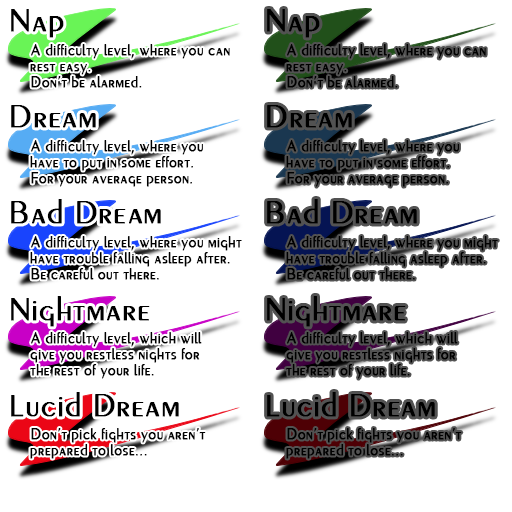 Nap
A difficulty level, where you can
rest easy.
Don't be alarmed.
Dream
A difficulty level, where you
have to put in some effort.
For your average person.
Bad Dream
A difficulty level, where you might
have trouble falling asleep after.
Be careful out there.
Nightmare
A difficulty level, which will
give you restless nights for
the rest of your life.
Lucid Dream
Don't pick fights you aren't
prepared to lose...
Nap
A difficulty level, where you can
rest easy.
Don't be alarmed.
Dream
A difficulty level, where you
have to put in some effort.
For your average person.
Bad Dream
A difficulty level, where you might
have trouble falling asleep after.
Be careful out there.
Nightmare
A difficulty level, which will
give you restless nights for
the rest of your life.
Lucid Dream
Don't pick fights you aren't
prepared to lose...